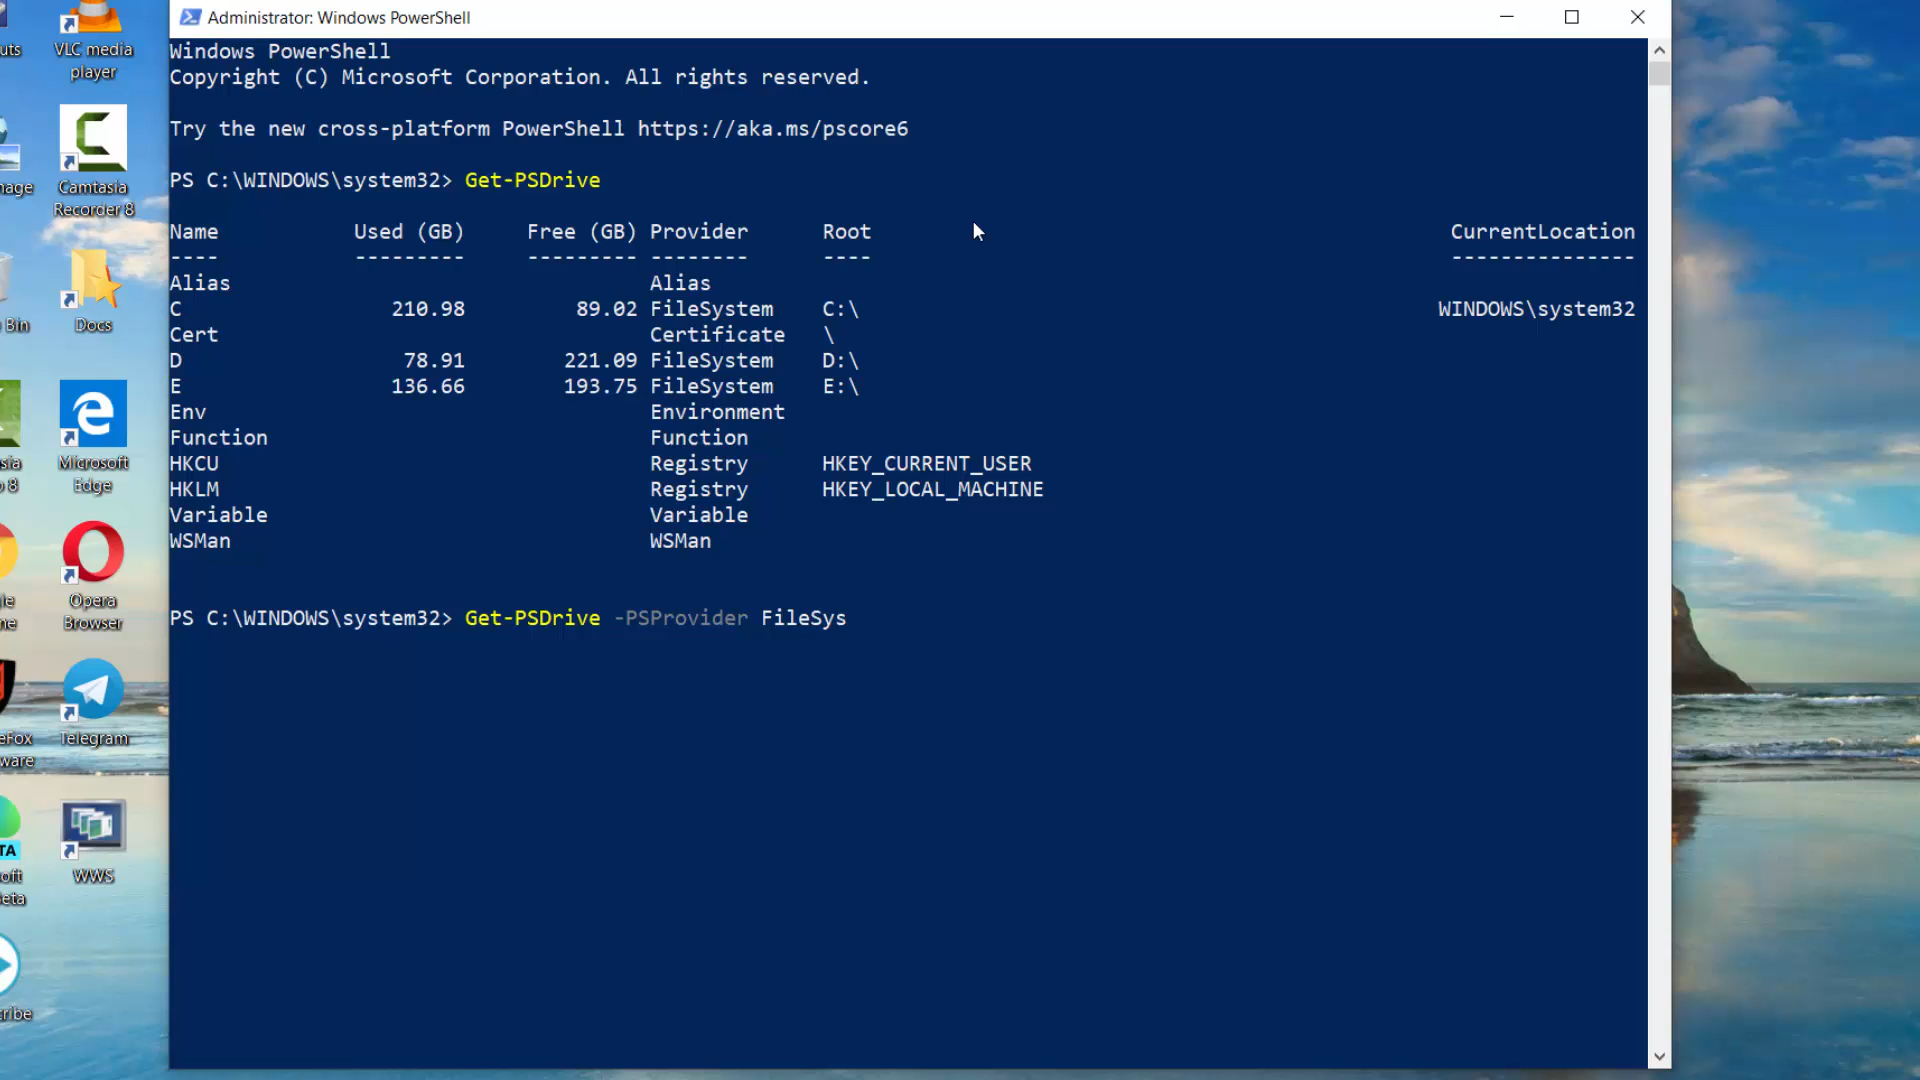 Administrator: Windows PowerShell
Windows PowerShell
Copyright (C) Microsoft Corporation. All rights reserved.
Try the new cross-platform PowerShell https://aka.ms/pscore6
PS C:\WINDOWS\system32> Get-PSDrive
Name Used (GB) Free (GB) Provider Root CurrentLocation
---- --------- --------- -------- ---- ---------------
Alias Alias
C 210.98 89.02 FileSystem C:\ WINDOWS\system32
Cert Certificate \
D 78.91 221.09 FileSystem D:\
E 136.66 193.75 FileSystem E:\
Env Environment
Function Function
HKCU Registry HKEY_CURRENT_USER
HKLM Registry HKEY_LOCAL_MACHINE
Variable Variable
WSMan WSMan
PS C:\WINDOWS\system32> Get-PSDrive -PSProvider FileSys
VLC media
player
Camtasia
Recorder 8
Bin
Docs
8
Microsoft
Edge
Opera
Browser
Telegram
WWS